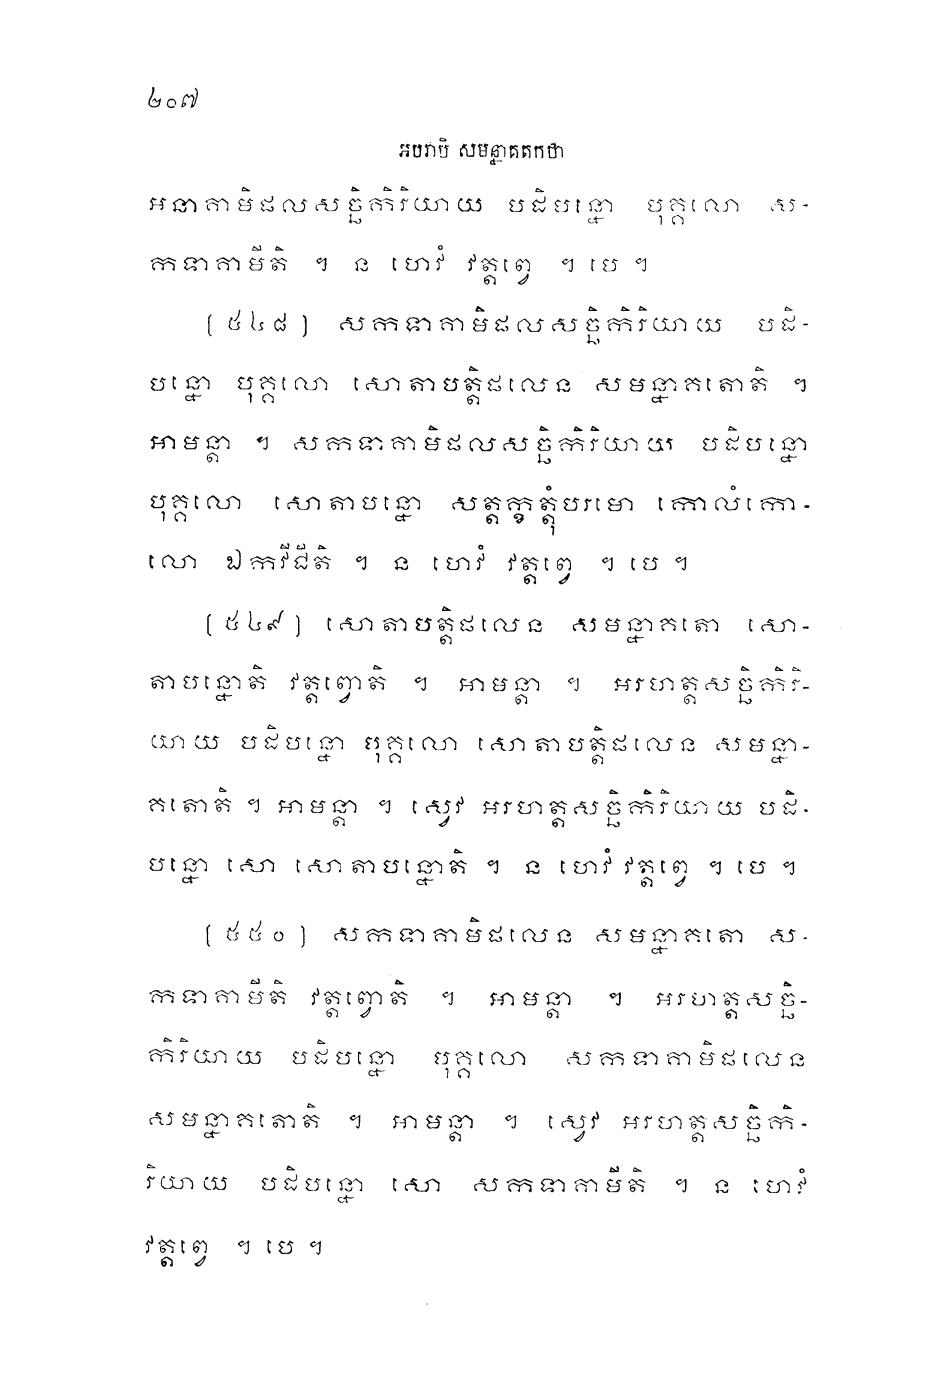 ២០៧
អបរាបិ សមន្នាគតកថា
អនាគាមិផលសច្ឆិកិរិយាយ បដិបន្នោ បុគ្គលោ ស-
កទាគាមីតិ ។ ន ហេវំ វត្តព្វេ ។ បេ ។
(៥៤៨) សកទាគាមិផលសច្ឆិកិរិយាយ បដិ-
បន្នោ បុគ្គលោ សោតាបត្តិផលេន សមន្នាគតោតិ ។
អាមន្តា ។ សកទាគាមិផលសច្ឆិកិរិយាយ បដិបន្នោ
បុគ្គលោ សោតាបន្នោ សត្តក្ខត្តុំបរមោ កោលំកោ-
លោ ឯកវីជីតិ ។ ន ហេវំ វត្តព្វេ ។ បេ ។
(៥៤៩) សោតាបត្តិផលេន សមន្នាគតោ សោ-
តាបន្នោតិ វត្តព្វោតិ ។ អាមន្តា ។ អរហត្តសច្ឆិកិរិ-
យាយ បដិបន្នោ បុគ្គលោ សោតាបត្តិផលេន សមន្នា-
គតោតិ ។ អាមន្តា ។ ស្វេវ អរហត្តសច្ឆិកិរិយាយ បដិ-
បន្នោ សោ សោតាបន្នោតិ ។ ន ហេវំ វត្តព្វេ ។ បេ ។
(៥៥០) សកទាគាមិផលេន សមន្នាគតោ ស-
កទាគាមីតិ វត្តព្វោតិ ។ អាមន្តា ។ អរហត្តសច្ឆិ-
កិរិយាយ បដិបន្នោ បុគ្គលោ សកទាគាមិផលេន
សមន្នាគតោតិ ។ អាមន្តា ។ ស្វេវ អរហត្តសច្ឆិកិ-
រិយាយ បដិបន្នោ សោ សកទាគាមីតិ ។ ន ហេវំ
វត្តព្វេ ។ បេ ។